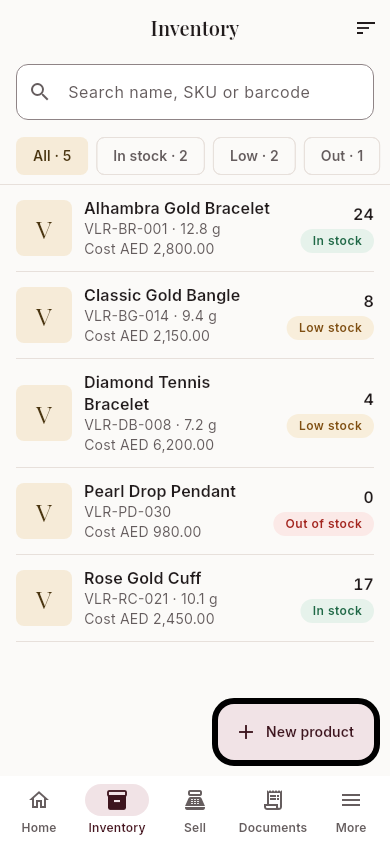 Inventory
Search name, SKU or barcode
All · 5
In stock · 2
Low · 2
Out · 1
V
Alhambra Gold Bracelet
VLR-BR-001 · 12.8 g
Cost AED 2,800.00
24
In stock
V
Classic Gold Bangle
VLR-BG-014 · 9.4 g
Cost AED 2,150.00
8
Low stock
V
Diamond Tennis
Bracelet
VLR-DB-008 · 7.2 g
Cost AED 6,200.00
4
Low stock
V
Pearl Drop Pendant
VLR-PD-030
Cost AED 980.00
0
Out of stock
V
Rose Gold Cuff
VLR-RC-021 · 10.1 g
Cost AED 2,450.00
17
In stock
New product
Home
Inventory
Sell
Documents
More